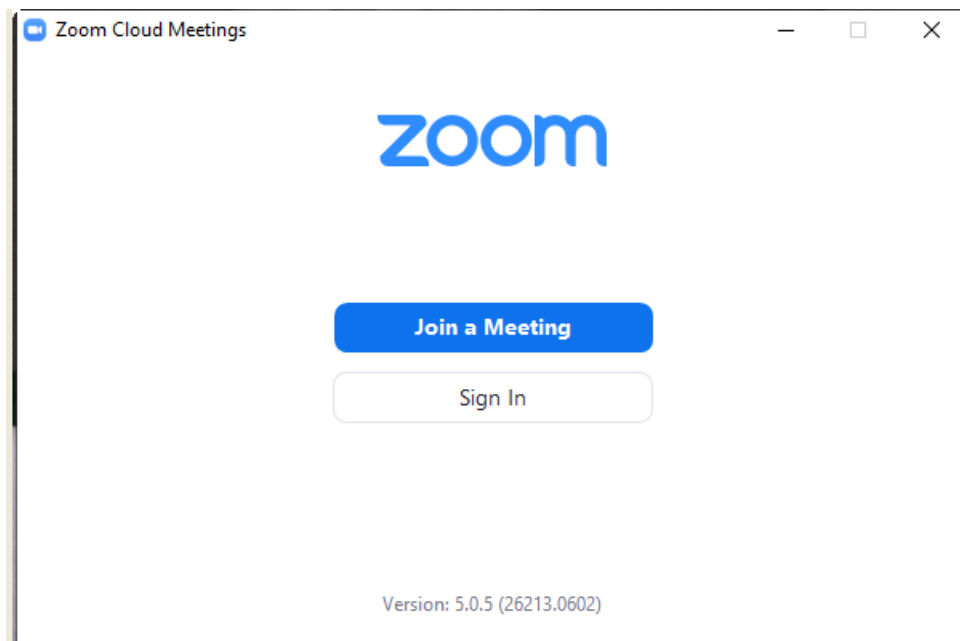 Zoom Cloud Meetings
zoom
Join a Meeting
Sign In
Version: 5.0.5 (26213.0602)